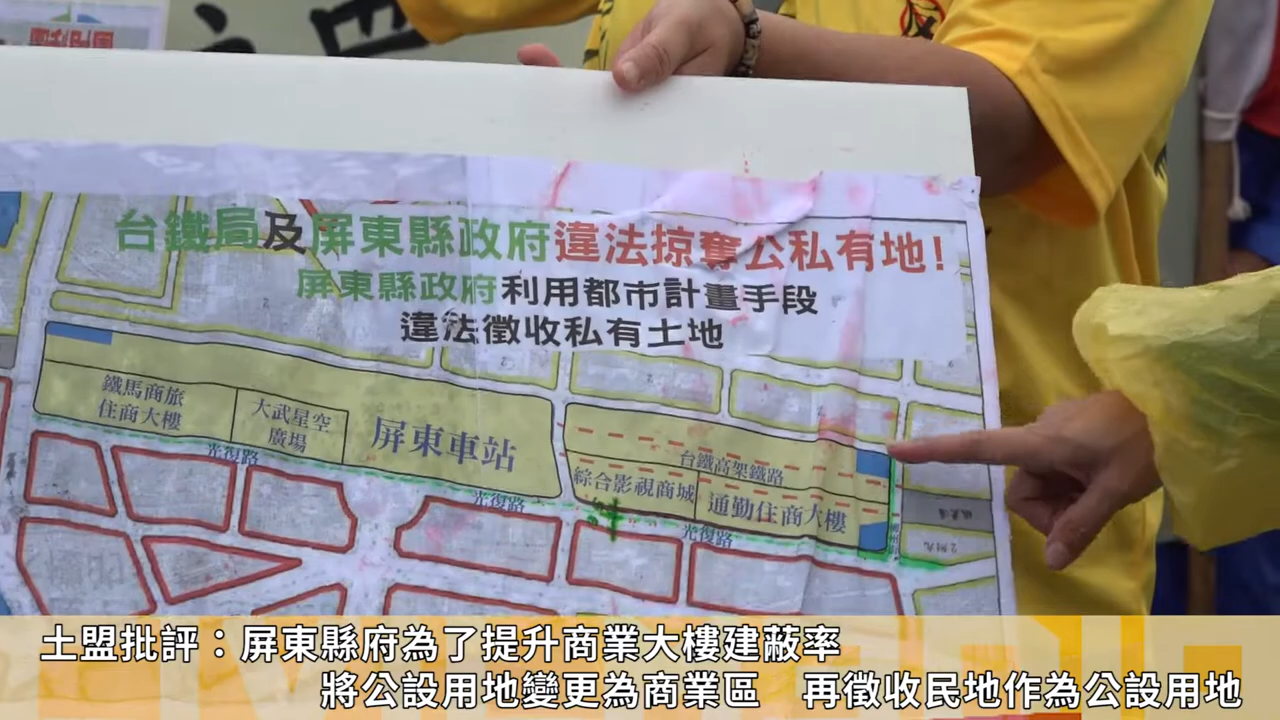 台鐵局及屏東縣政府違法掠奪公私有地！
屏東縣政府利用都市計畫手段
違法徵收私有土地
鐵馬商旅
住商大樓
大武星空
廣場
屏東車站
台鐵高架鐵路
綜合影視商城
通勤住商大樓
光復路
光復路
光復路
土盟批評：屏東縣府為了提升商業大樓建蔽率
將公設用地變更為商業區　再徵收民地作為公設用地